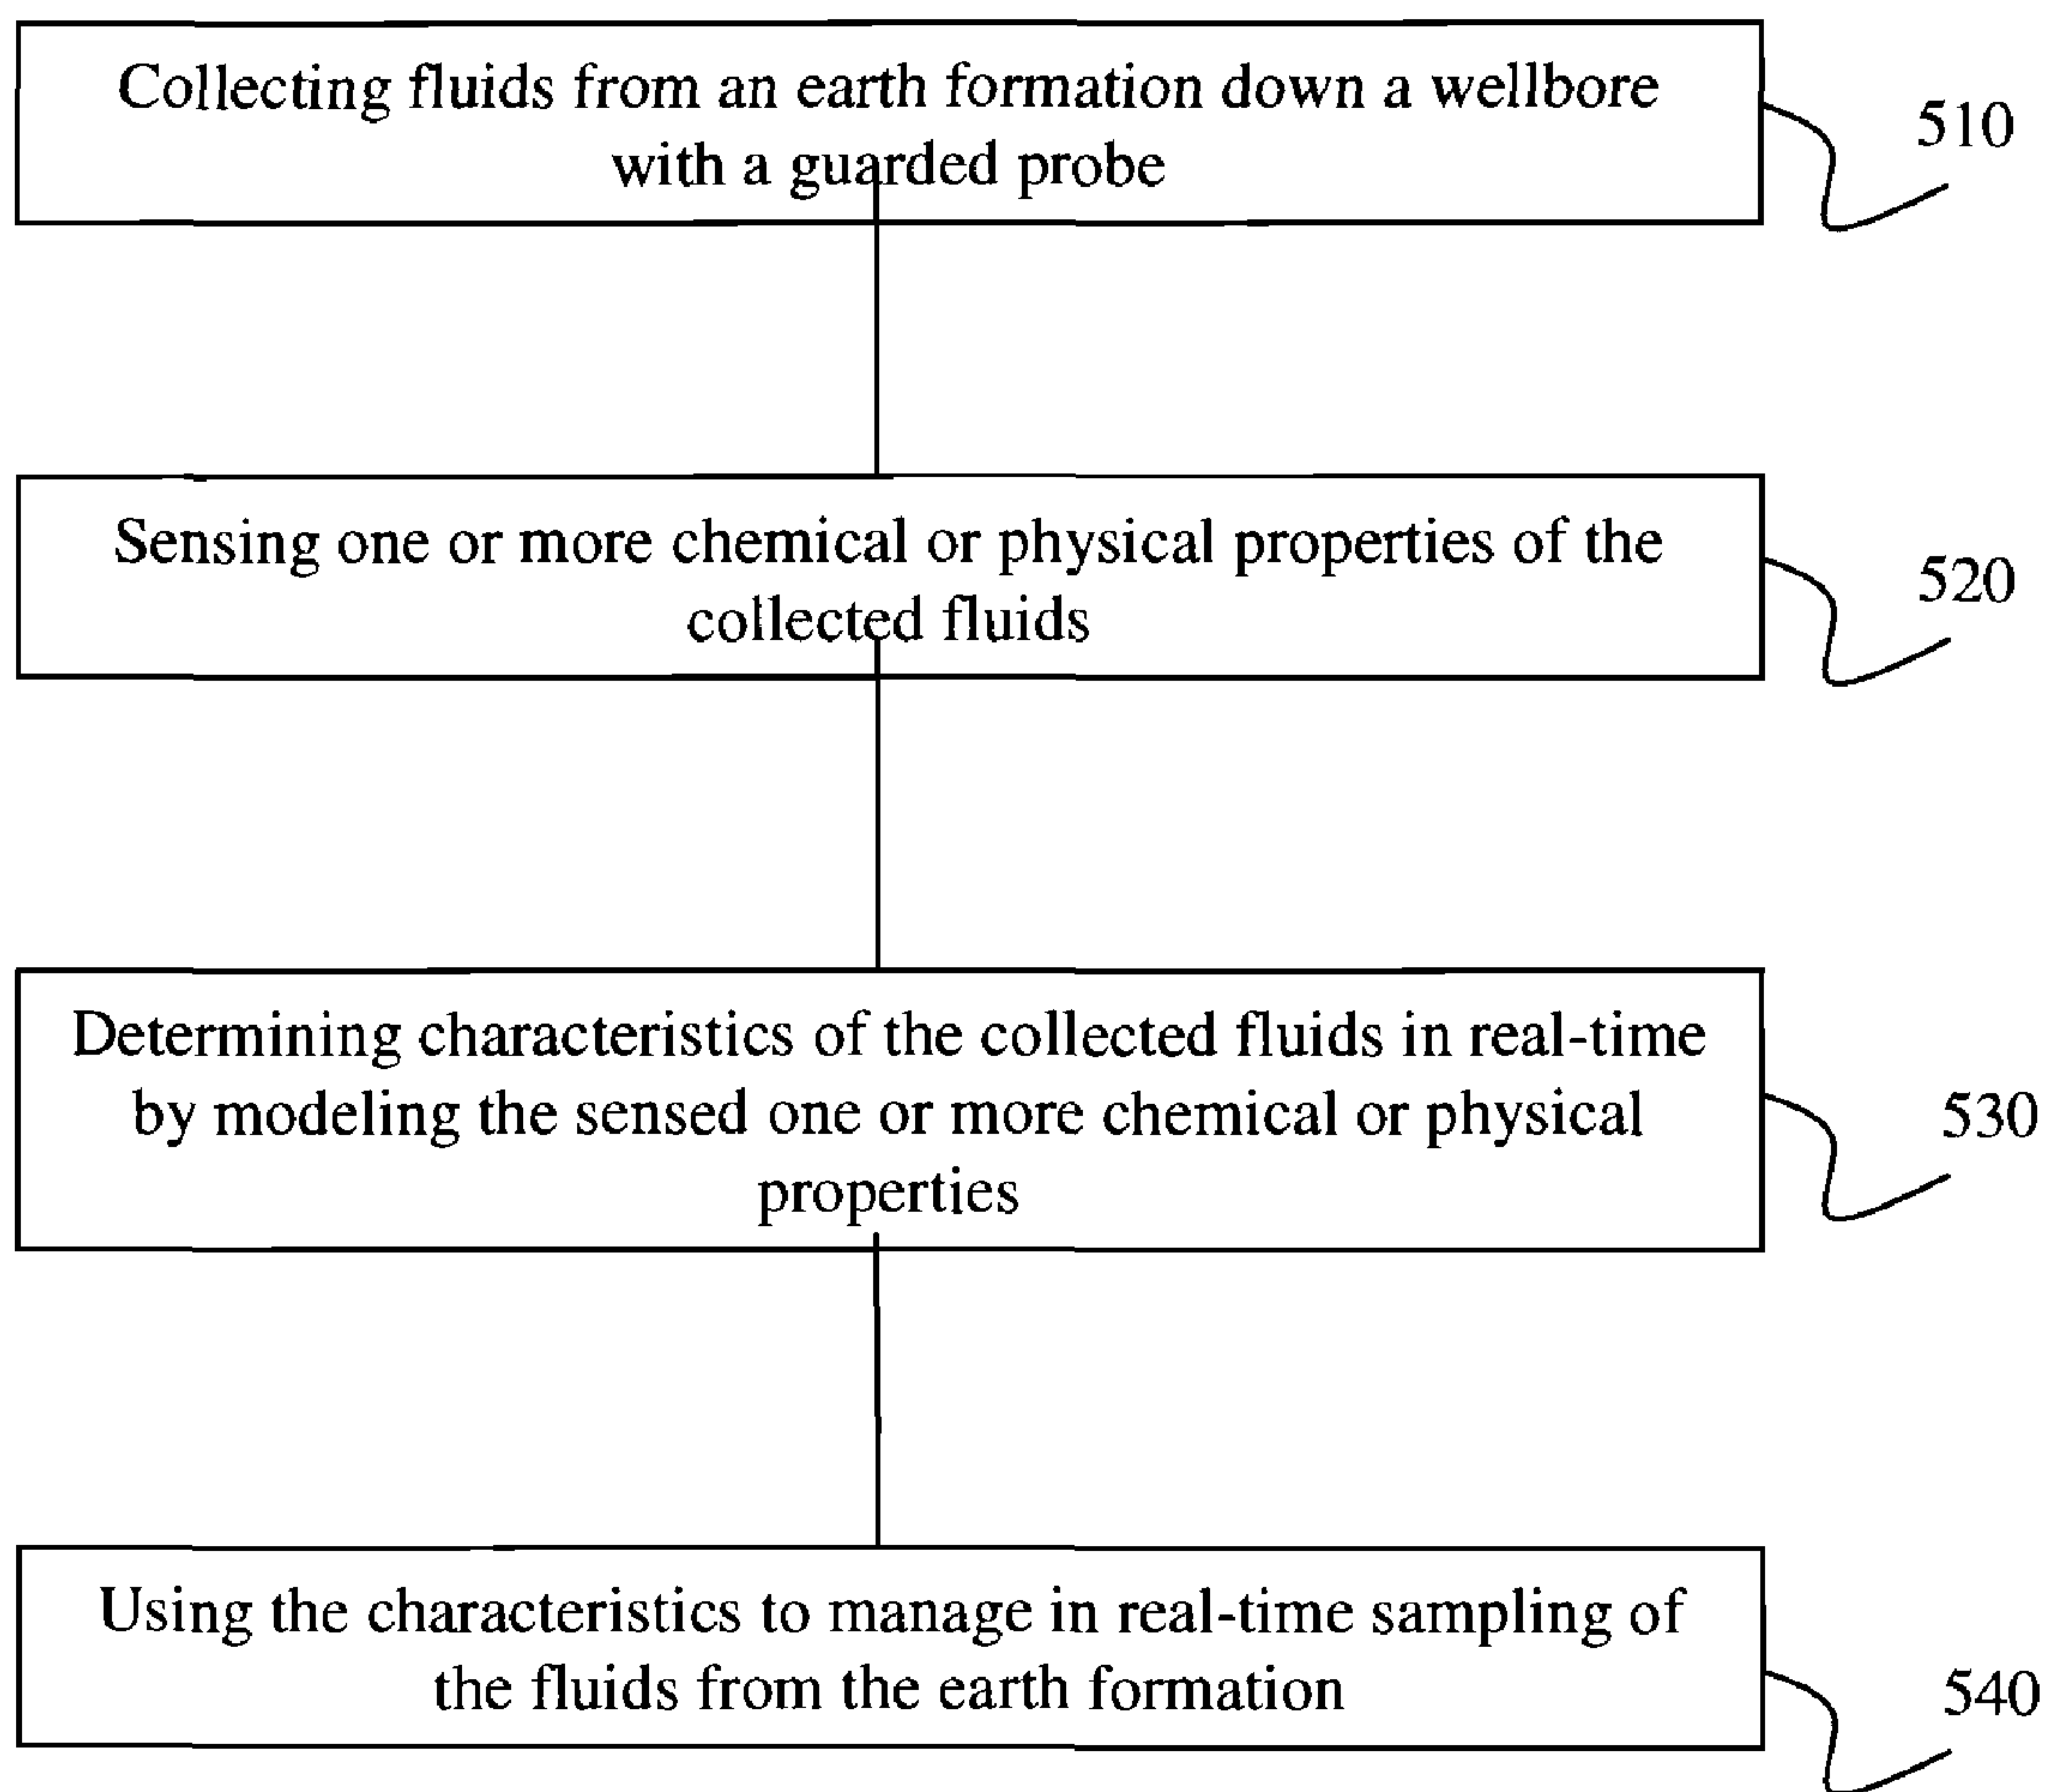 Collecting fluids from an earth formation down a wellbore
with a guarded probe
510
Sensing one or more chemical or physical properties of the
collected fluids
520
Determining characteristics of the collected fluids in real-time
by modeling the sensed one or more chemical or physical
properties
530
Using the characteristics to manage in real-time sampling of
the fluids from the earth formation
540